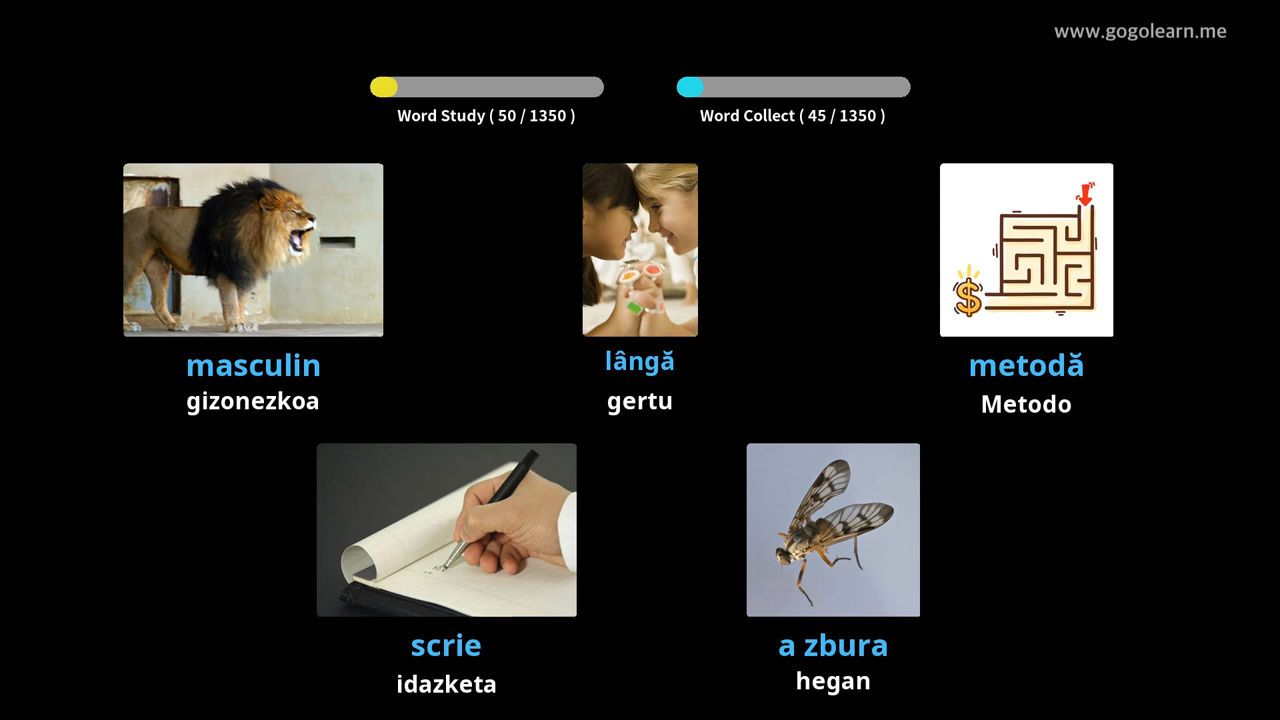 www.gogolearn.me
Word Study ( 50 / 1350 )
Word Collect ( 45 / 1350 )
masculin
gizonezkoa
lângă
gertu
metodă
Metodo
scrie
idazketa
a zbura
hegan